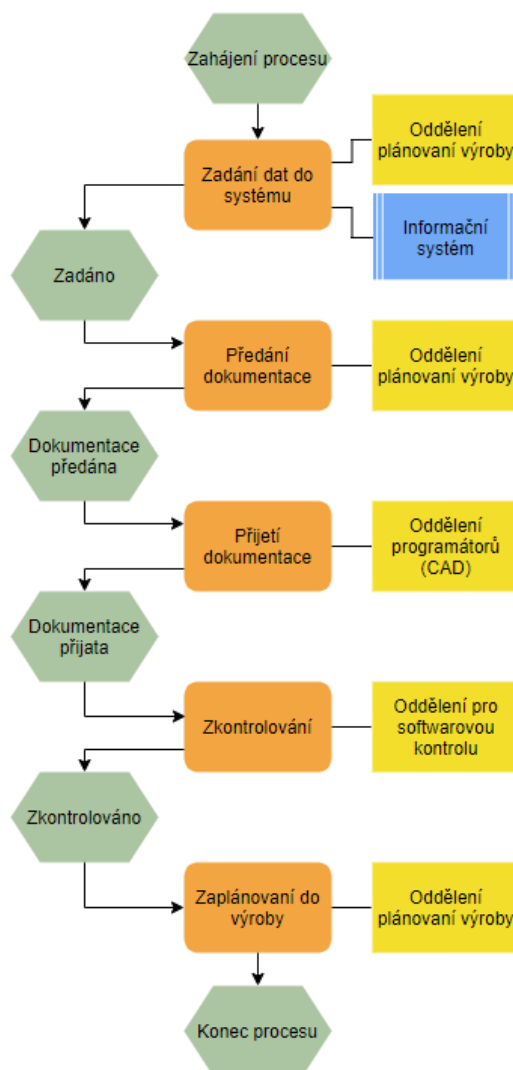 Zahájení procesu
Zadání dat do
systému
Oddělení
plánovaní výroby
Informační
systém
Zadáno
Předání
dokumentace
Oddělení
plánovaní výroby
Dokumentace
předána
Přijetí
dokumentace
Oddělení
programátorů
(CAD)
Dokumentace
přijata
Zkontrolování
Oddělení pro
softwarovou
kontrolu
Zkontrolováno
Zaplánovaní do
výroby
Oddělení
plánovaní výroby
Konec procesu